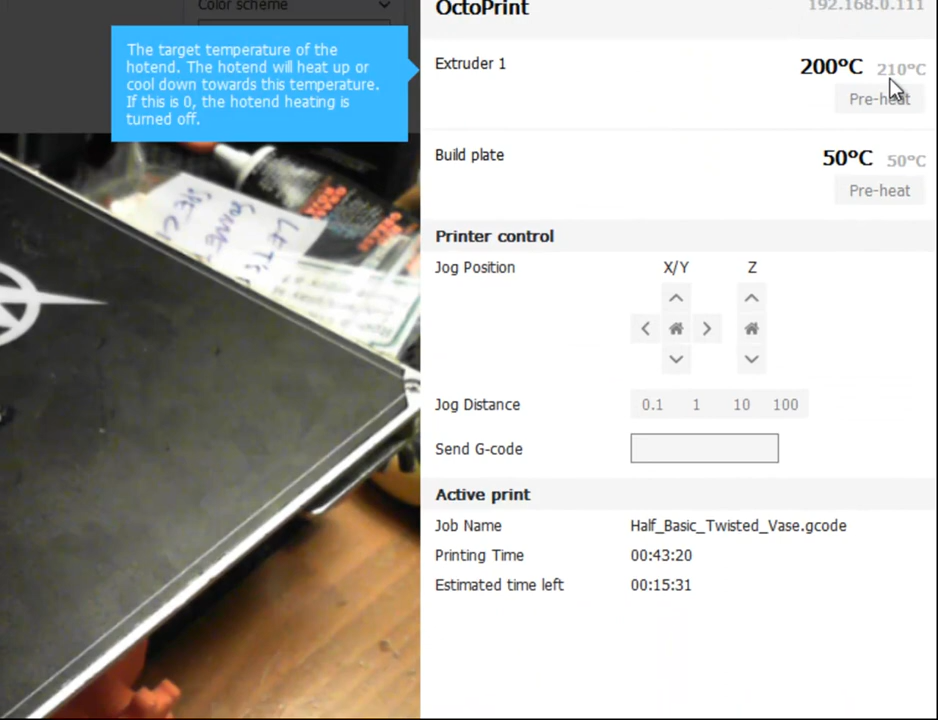 Color scheme
OctoPrint
192.168.0.111
The target temperature of the
hotend. The hotend will heat up or
cool down towards this temperature.
If this is 0, the hotend heating is
turned off.
Extruder 1
200°C 210°C
Pre-heat
Build plate
50°C 50°C
Pre-heat
Printer control
Jog Position
X/Y Z
Jog Distance
0.1 1 10 100
Send G-code
Active print
Job Name
Half_Basic_Twisted_Vase.gcode
Printing Time
00:43:20
Estimated time left
00:15:31
LET'S